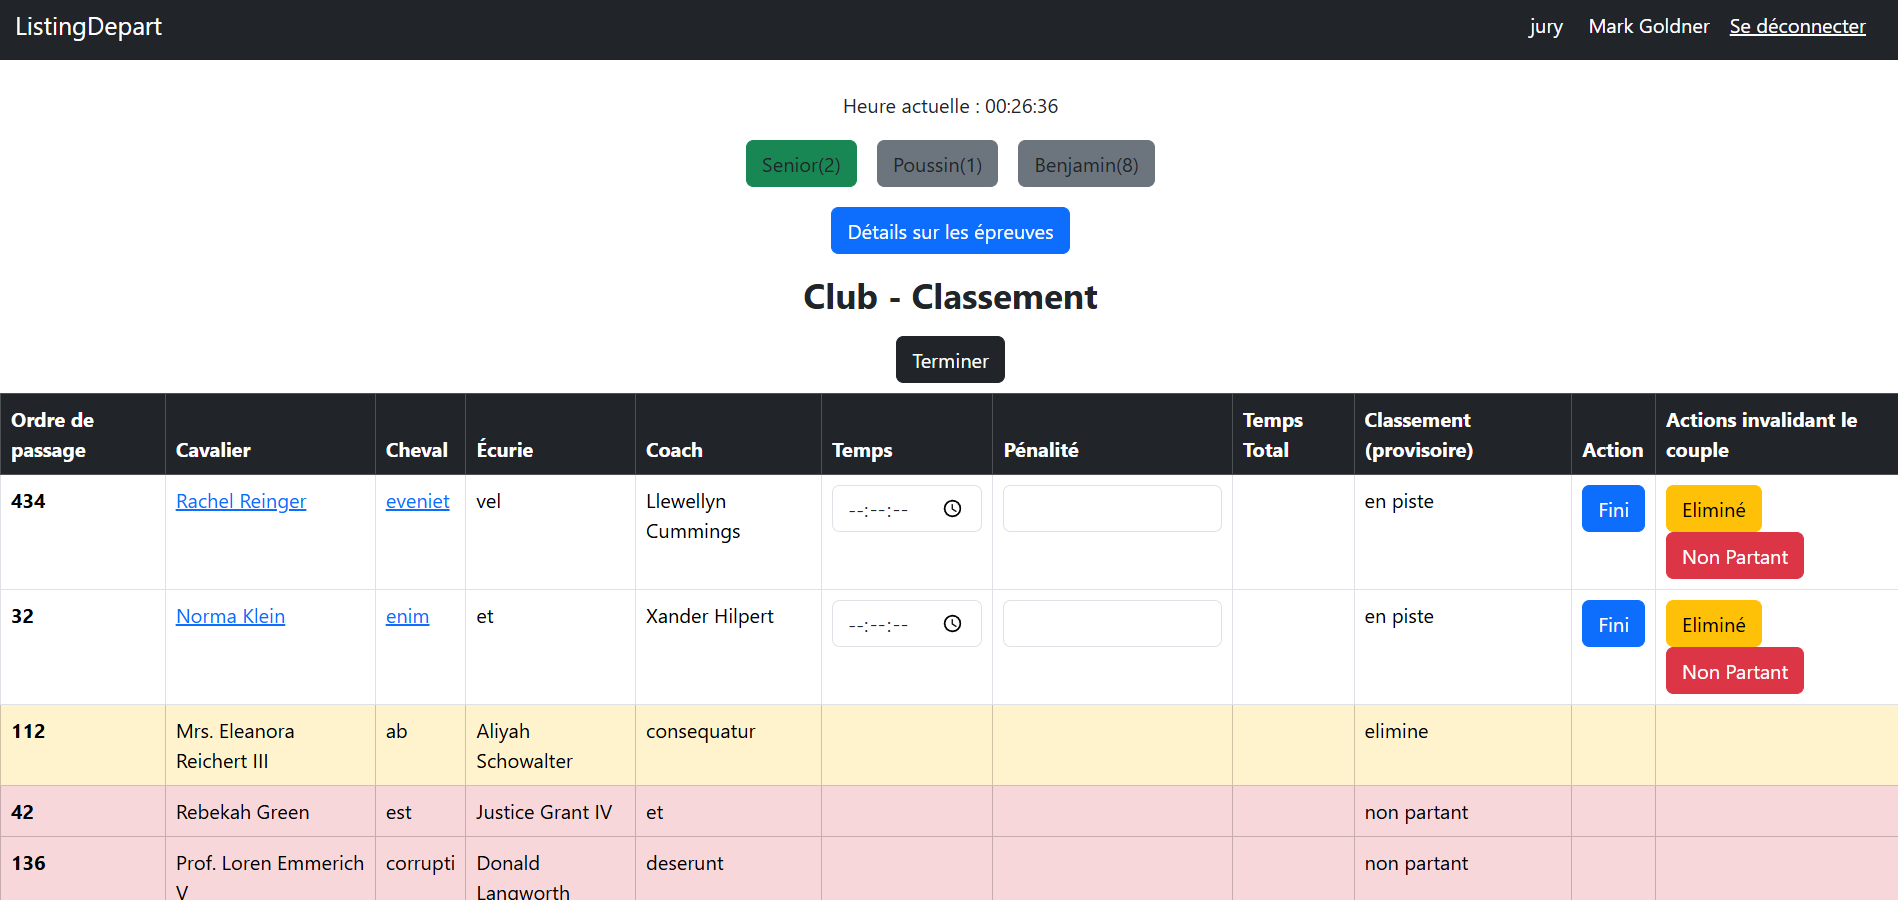 ListingDepart
jury Mark Goldner Se déconnecter
Heure actuelle : 00:26:36
Senior(2) Poussin(1) Benjamin(8)
Détails sur les épreuves
Club - Classement
Terminer
Ordre de passage Cavalier Cheval Écurie Coach Temps Pénalité Temps Total Classement (provisoire) Action Actions invalidant le couple
434 Rachel Reinger eveniet vel Llewellyn Cummings --:--:-- en piste Fini Eliminé
Non Partant
32 Norma Klein enim et Xander Hilpert --:--:-- en piste Fini Eliminé
Non Partant
112 Mrs. Eleanora Reichert III ab Aliyah Schowalter consequatur elimine
42 Rebekah Green est Justice Grant IV et non partant
136 Prof. Loren Emmerich V corrupti Donald Langworth deserunt non partant